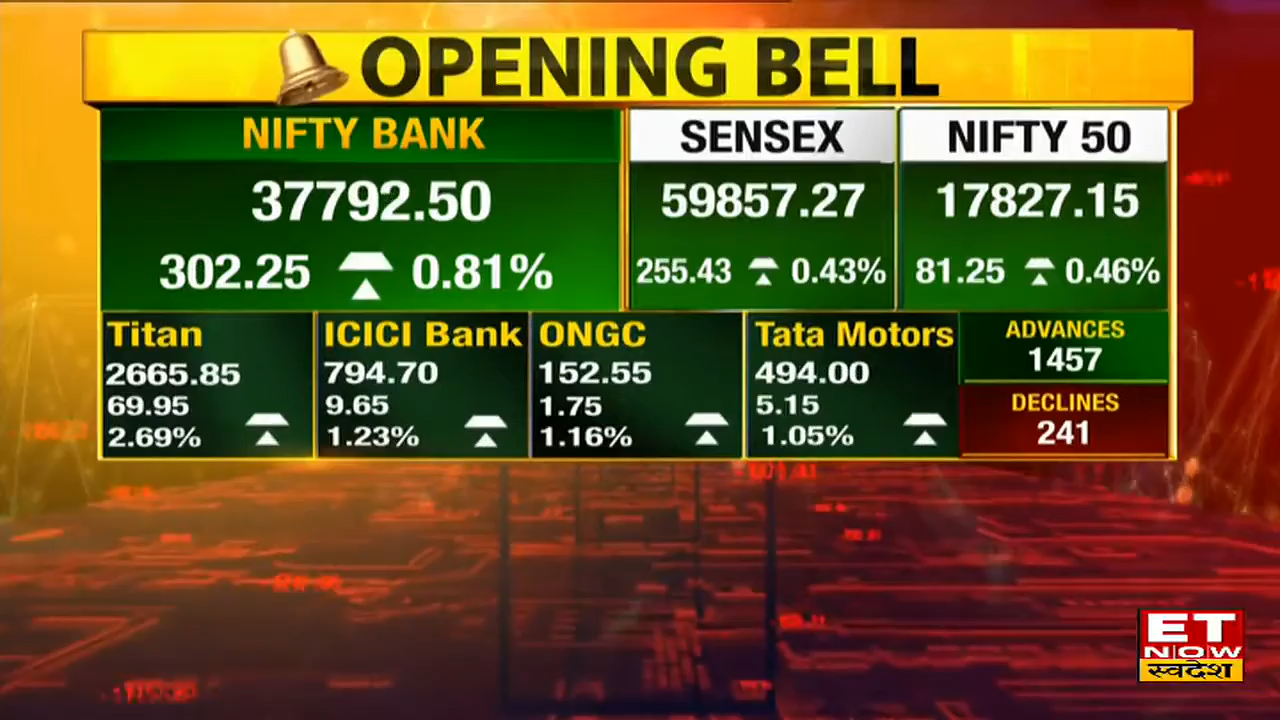 OPENING BELL
NIFTY BANK
37792.50
302.25 0.81%
SENSEX
59857.27
255.43 0.43%
NIFTY 50
17827.15
81.25 0.46%
Titan
2665.85
69.95
2.69%
ICICI Bank
794.70
9.65
1.23%
ONGC
152.55
1.75
1.16%
Tata Motors
494.00
5.15
1.05%
ADVANCES
1457
DECLINES
241
ET
NOW
स्वदेश